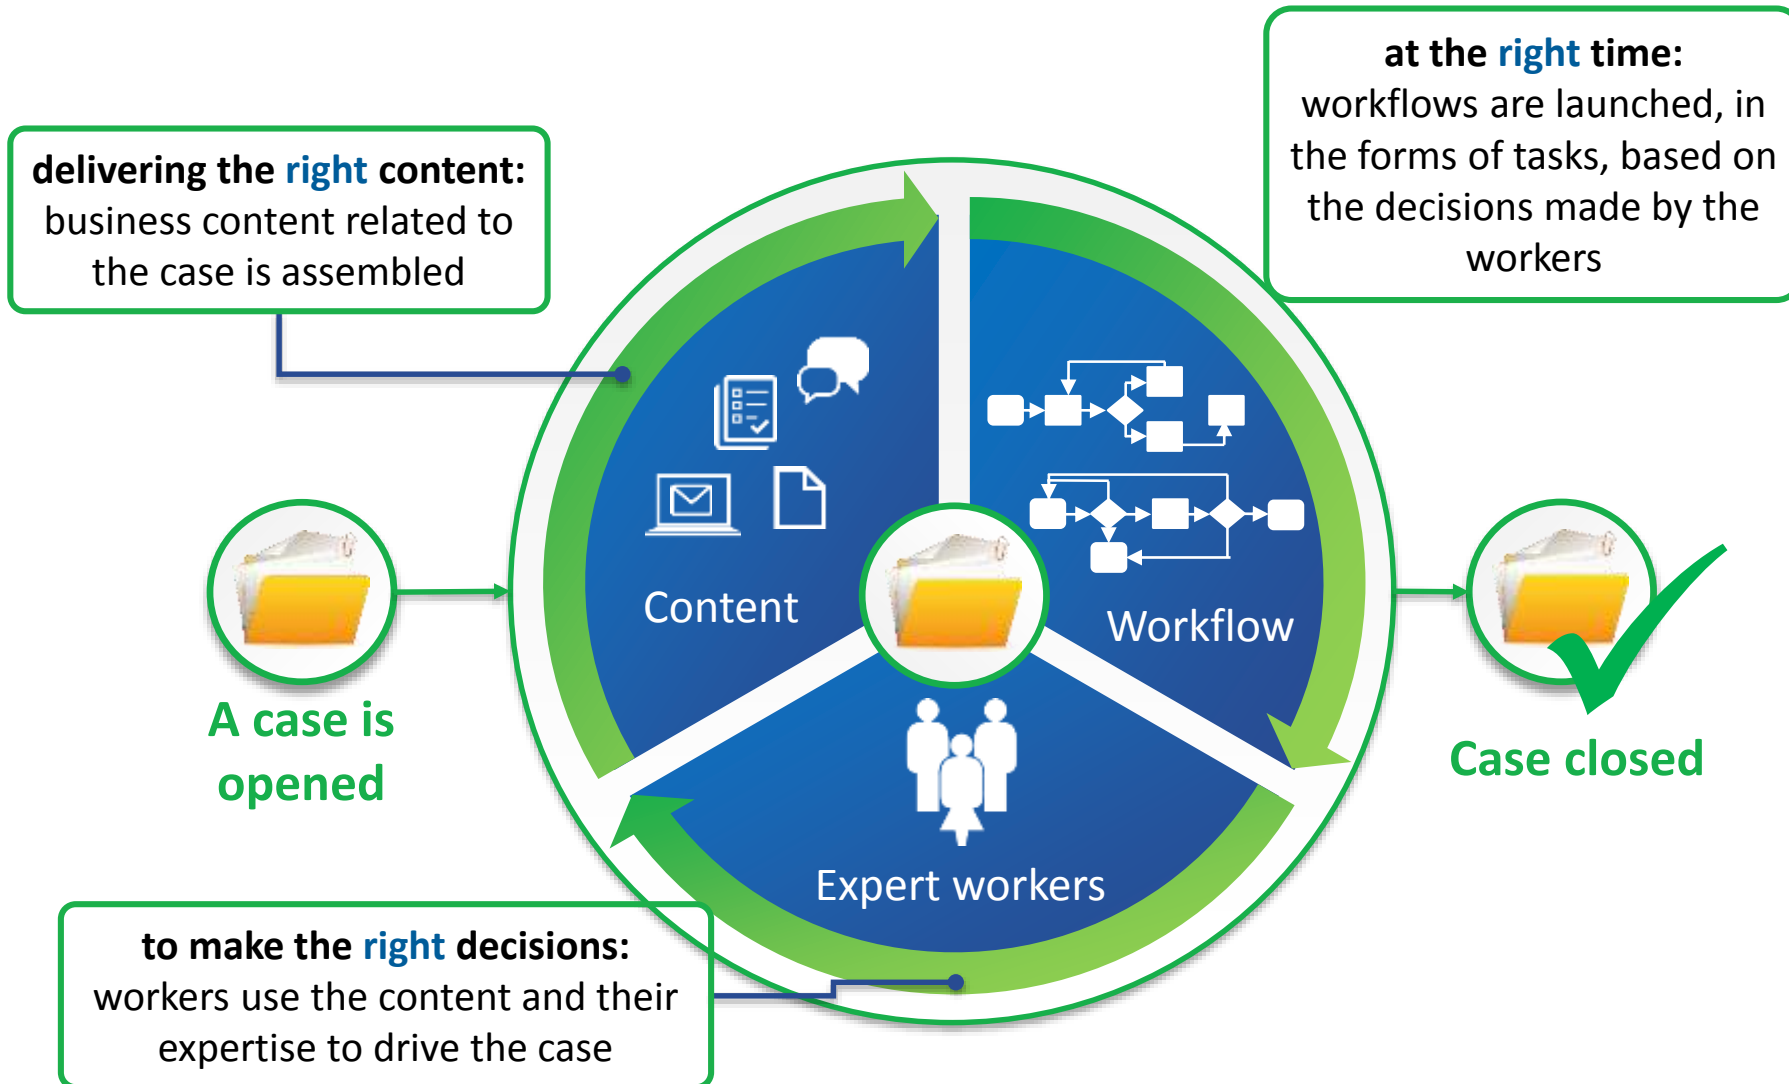 delivering the right content:
business content related to
the case is assembled
at the right time:
workflows are launched, in
the forms of tasks, based on
the decisions made by the
workers
Content
Workflow
Expert workers
A case is
opened
Case closed
to make the right decisions:
workers use the content and their
expertise to drive the case